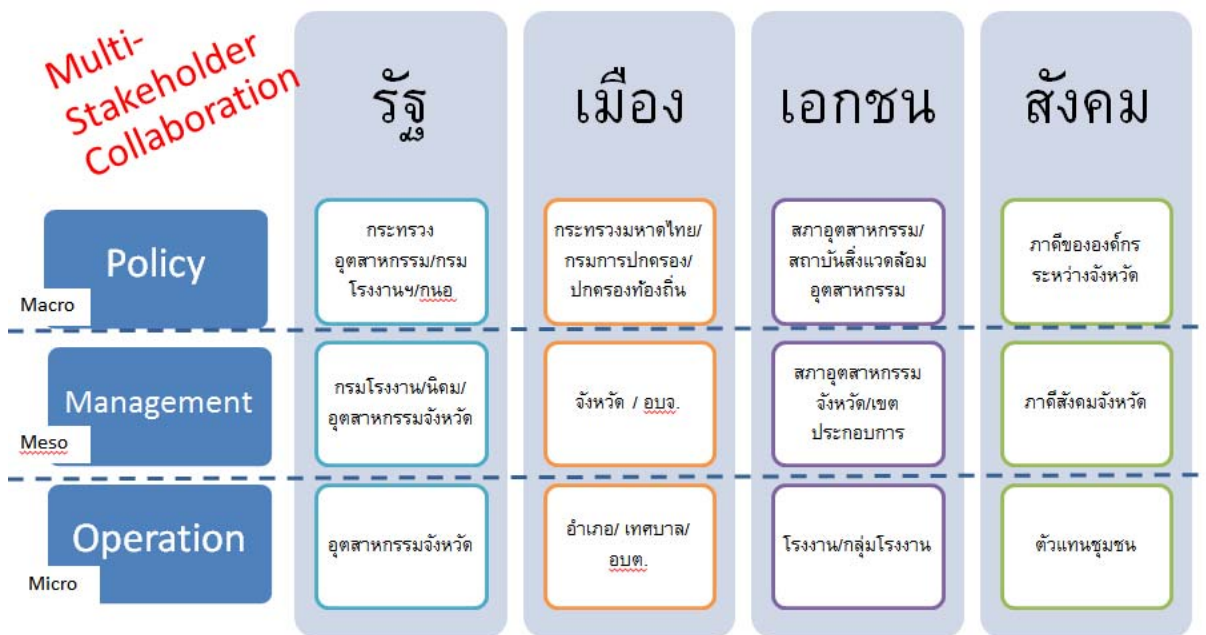 Multi-
Stakeholder
Collaboration
รัฐ
เมือง
เอกชน
สังคม
Policy
Macro
กระทรวง
อุตสาหกรรม/กรม
โรงงานฯ/กนอ
กระทรวงมหาดไทย/
กรมการปกครอง/
ปกครองท้องถิ่น
สภาอุตสาหกรรม/
สถาบันสิ่งแวดล้อม
อุตสาหกรรม
ภาคีขององค์กร
ระหว่างจังหวัด
Management
Meso
กรมโรงงาน/นิคม/
อุตสาหกรรมจังหวัด
จังหวัด / อบจ.
สภาอุตสาหกรรม
จังหวัด/เขต
ประกอบการ
ภาคีสังคมจังหวัด
Operation
Micro
อุตสาหกรรมจังหวัด
อำเภอ/ เทศบาล/
อบต.
โรงงาน/กลุ่มโรงงาน
ตัวแทนชุมชน